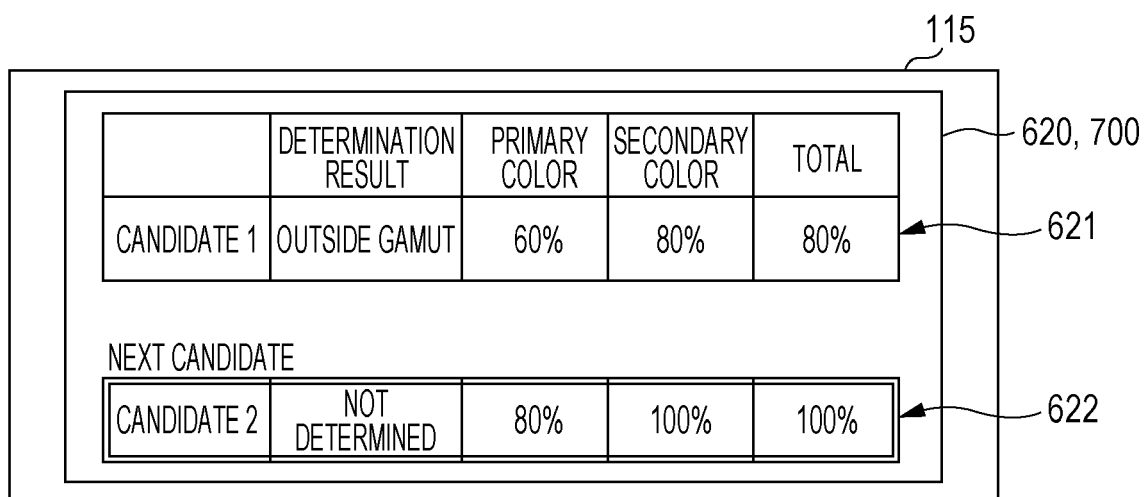 115
620, 700
DETERMINATION RESULT PRIMARY COLOR SECONDARY COLOR TOTAL
CANDIDATE 1 OUTSIDE GAMUT 60% 80% 80%
621
NEXT CANDIDATE
CANDIDATE 2 NOT DETERMINED 80% 100% 100%
622